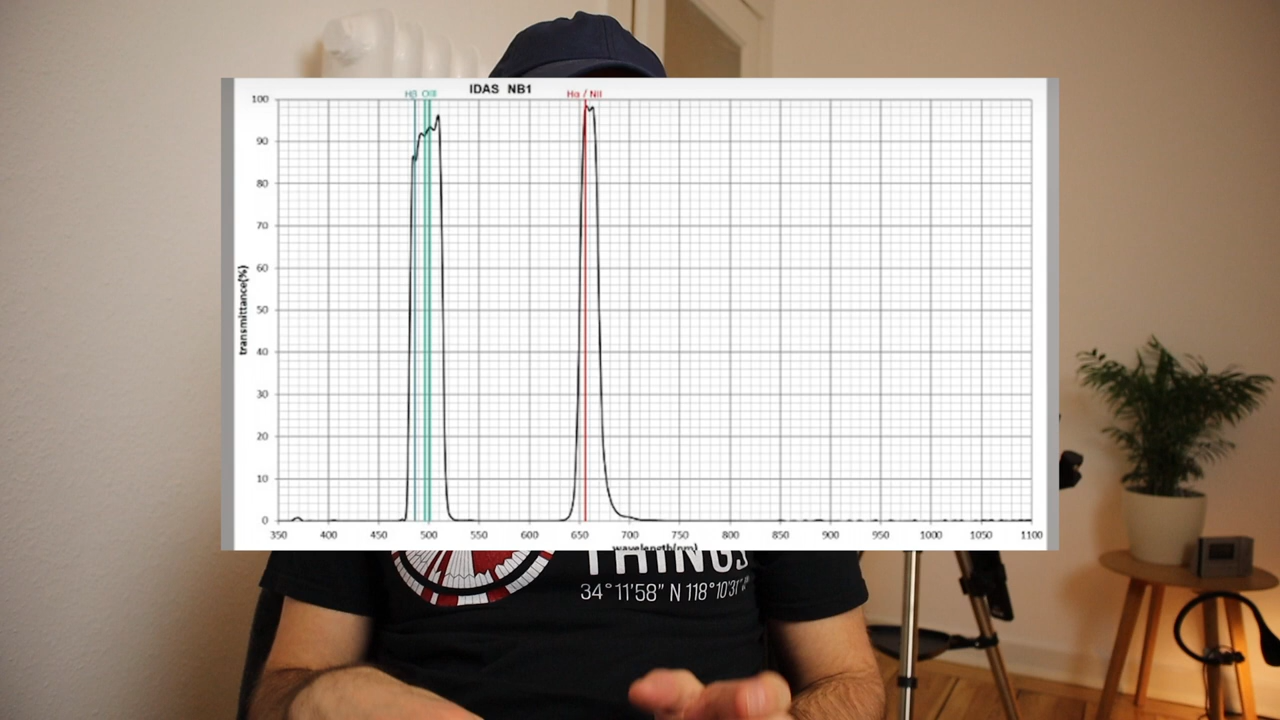 IDAS NB1
Hβ OIII
Hα / NII
100
90
80
70
60
50
40
30
20
10
0
transmittance(%)
350 400 450 500 550 600 650 700 750 800 850 900 950 1000 1050 1100
wavelength(nm)
THINGS
34°11'58" N 118°10'31"